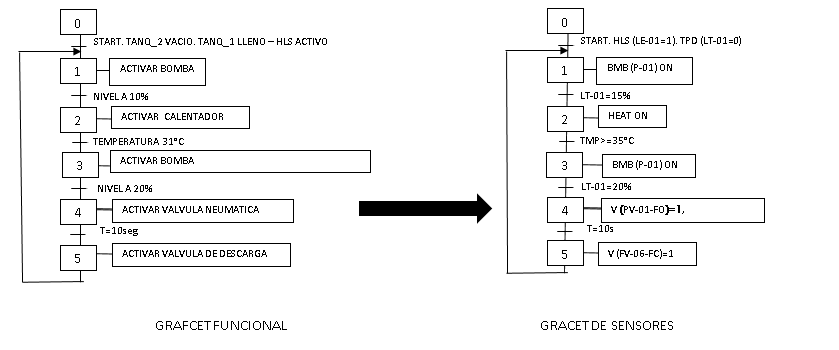 0
START. TANQ_2 VACIO. TANQ_1 LLENO – HLS ACTIVO
1
ACTIVAR BOMBA
NIVEL A 10%
2
ACTIVAR CALENTADOR
TEMPERATURA 31°C
3
ACTIVAR BOMBA
NIVEL A 20%
4
ACTIVAR VALVULA NEUMATICA
T=10seg
5
ACTIVAR VALVULA DE DESCARGA
GRAFCET FUNCIONAL
0
START. HLS (LE-01=1). TPD (LT-01=0)
1
BMB (P-01) ON
LT-01=15%
2
HEAT ON
TMP>=35°C
3
BMB (P-01) ON
LT-01=20%
4
V (PV-01-FO)=1,
T=10s
5
V (FV-06-FC)=1
GRACET DE SENSORES